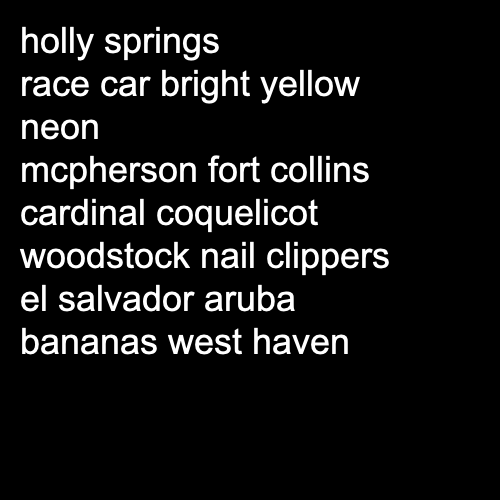 holly springs
race car bright yellow
neon
mcpherson fort collins
cardinal coquelicot
woodstock nail clippers
el salvador aruba
bananas west haven